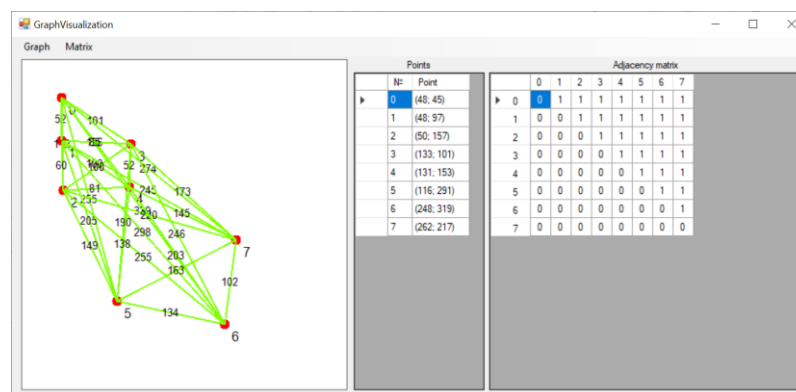 GraphVisualization
Graph Matrix
Points
Adjacency matrix
N: Point
0 1 2 3 4 5 6 7
0 (48; 45)
0 0 1 1 1 1 1 1 1
1 (48; 97)
1 0 0 1 1 1 1 1 1
2 (50; 157)
2 0 0 0 1 1 1 1 1
3 (133; 101)
3 0 0 0 0 1 1 1 1
4 (131; 153)
4 0 0 0 0 0 1 1 1
5 (116; 291)
5 0 0 0 0 0 0 1 1
6 (248; 319)
6 0 0 0 0 0 0 0 1
7 (262; 217)
7 0 0 0 0 0 0 0 0
0
52 101
1
3
60 52 274
81 245 173
2 255 4
205 190 220 145
149 138 298 246
255 203
163
7
102
5 134
6